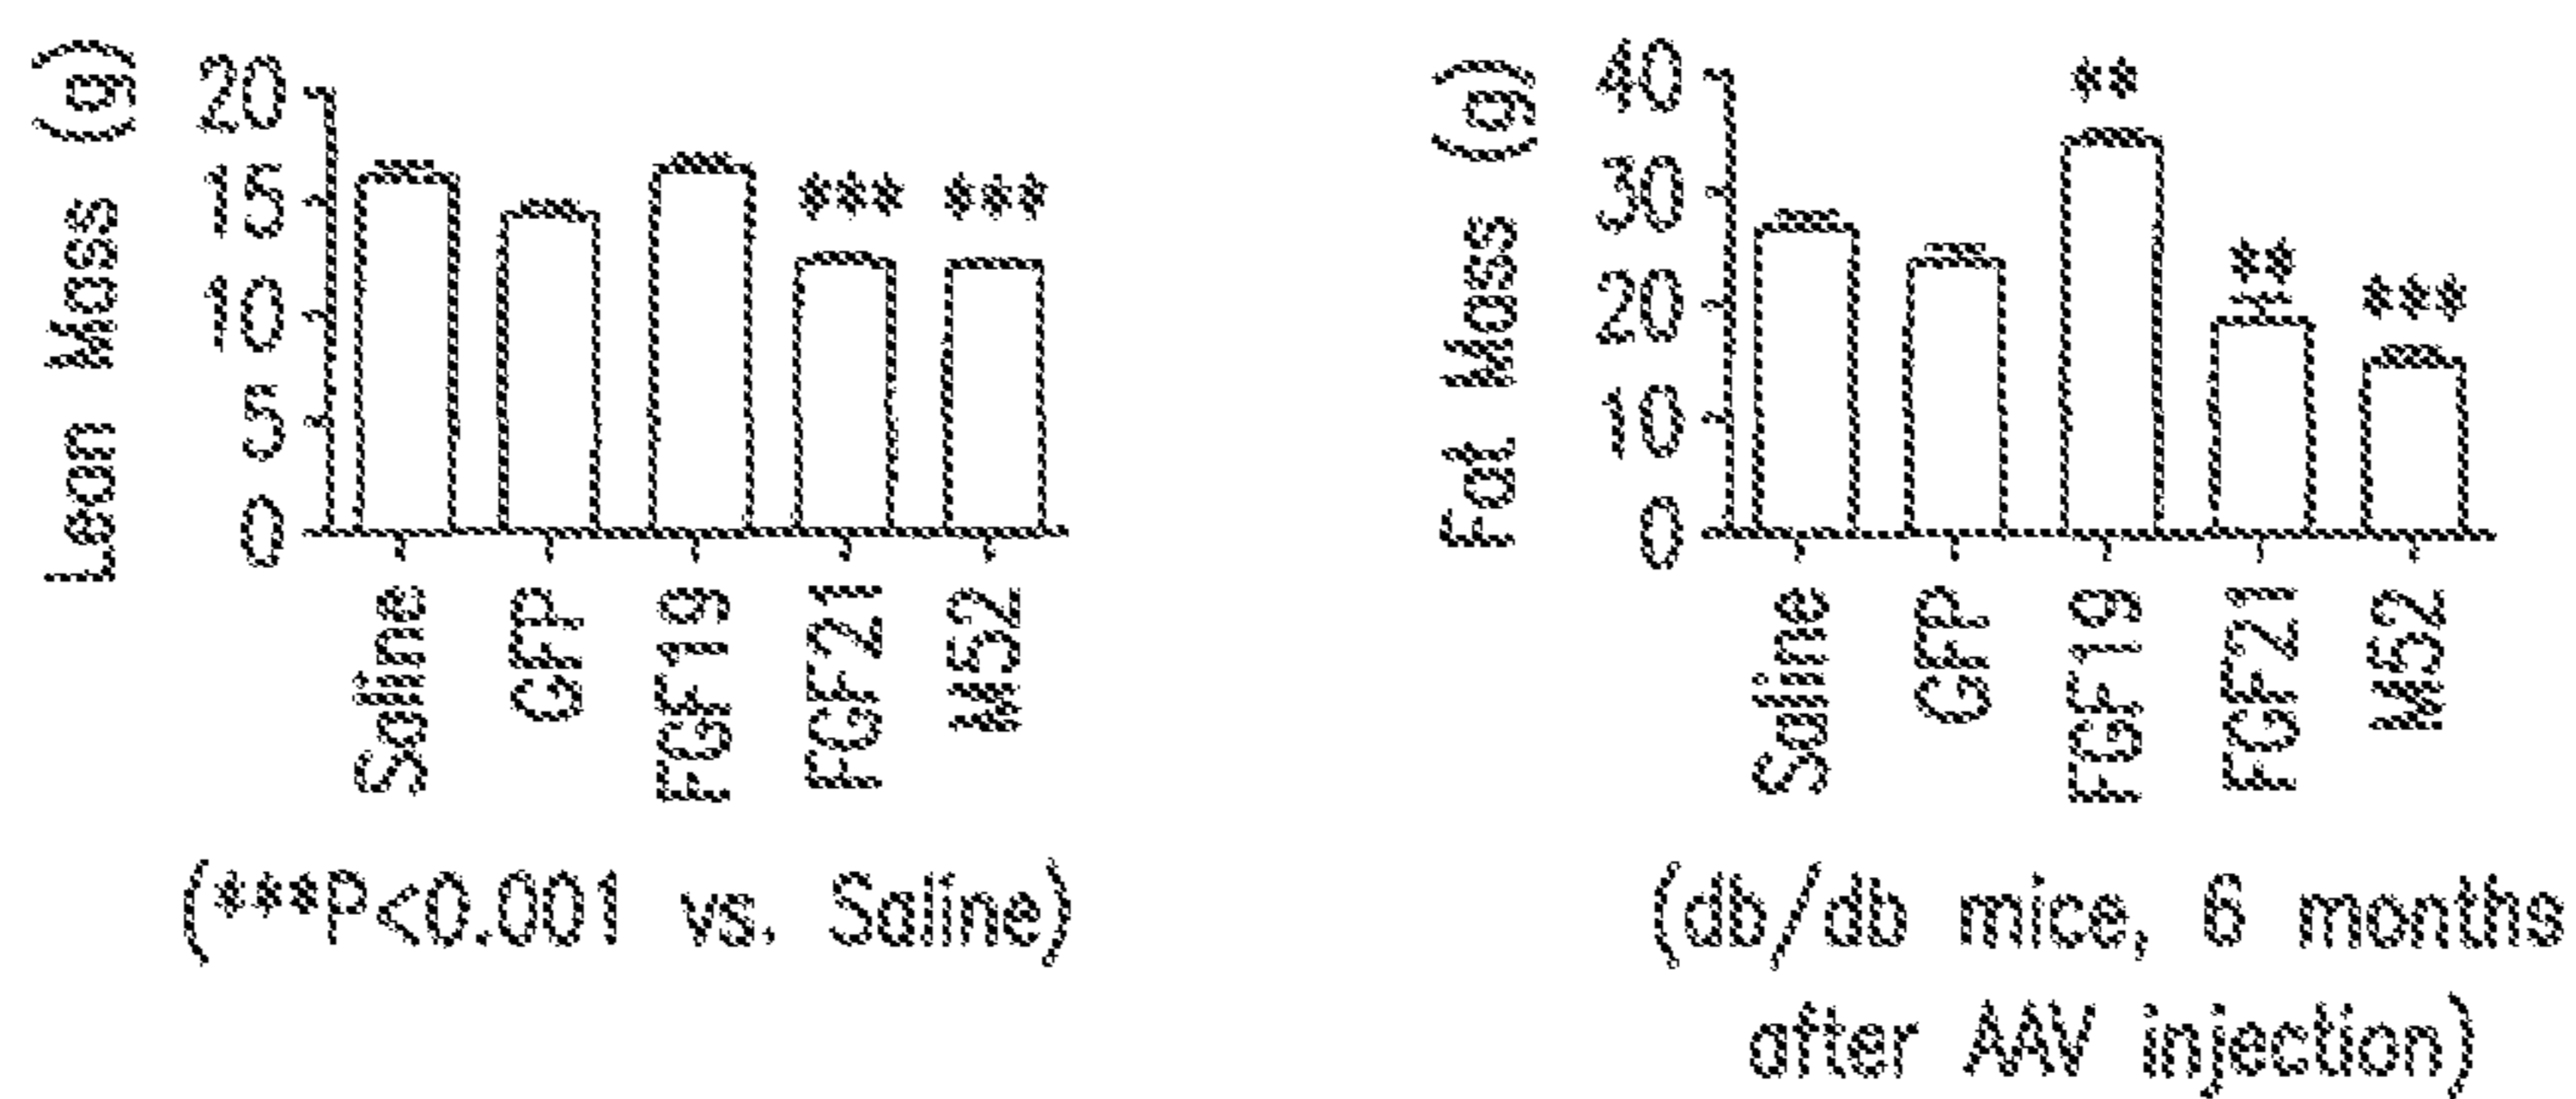 Lean Mass (g)
20
15
10
5
0
*** ***
Saline GFP FGF19 FGF21 M52
(***P<0.001 vs. Saline)
Fat Mass (g)
40
30
20
10
0
** ** ***
Saline GFP FGF19 FGF21 M52
(db/db mice, 6 months
after AAV injection)